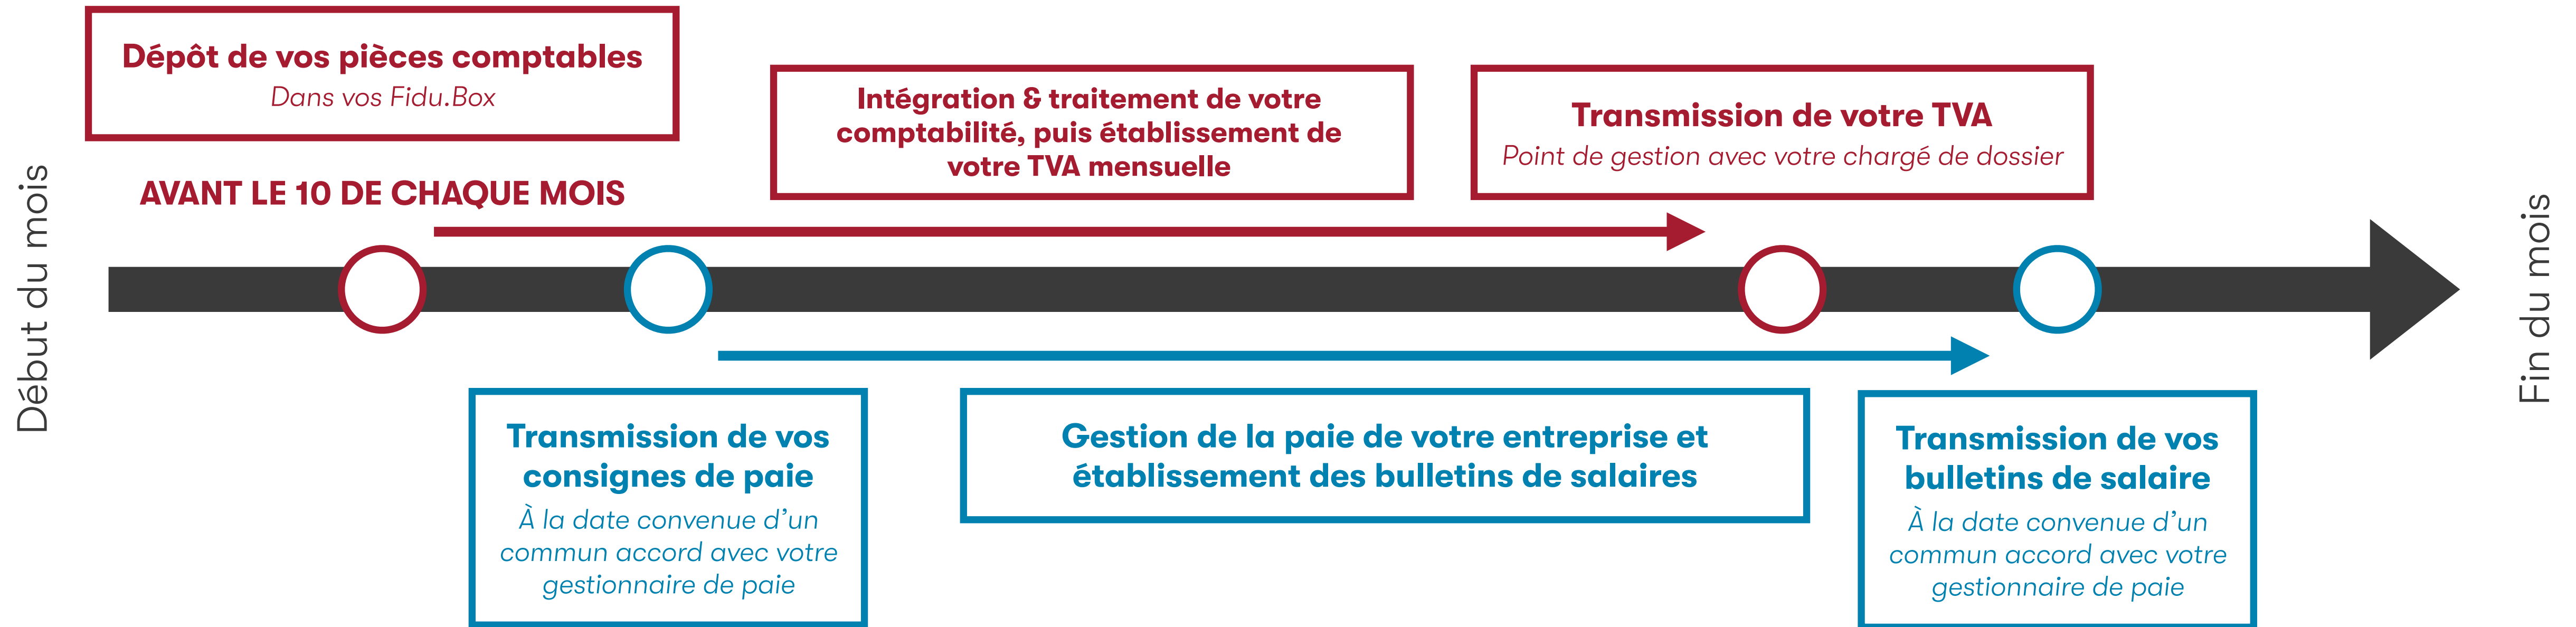 Début du mois
Dépôt de vos pièces comptables
Dans vos Fidu.Box
AVANT LE 10 DE CHAQUE MOIS
Intégration & traitement de votre
comptabilité, puis établissement de
votre TVA mensuelle
Transmission de votre TVA
Point de gestion avec votre chargé de dossier
Transmission de vos
consignes de paie
À la date convenue d’un
commun accord avec votre
gestionnaire de paie
Gestion de la paie de votre entreprise et
établissement des bulletins de salaires
Transmission de vos
bulletins de salaire
À la date convenue d’un
commun accord avec votre
gestionnaire de paie
Fin du mois